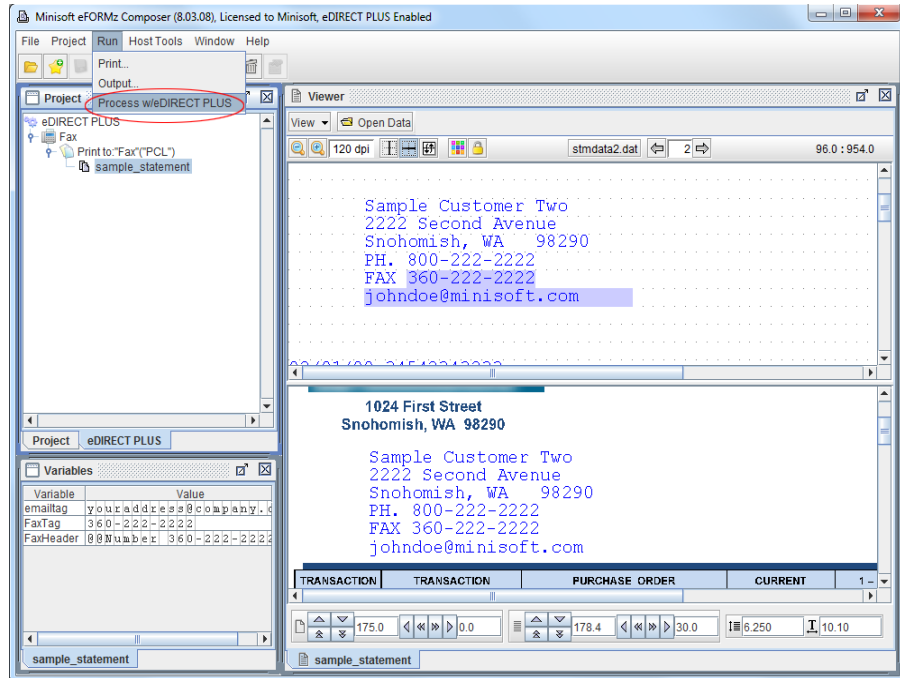 Minisoft eFORMz Composer (8.03.08), Licensed to Minisoft, eDIRECT PLUS Enabled
File Project Run Host Tools Window Help
Print...
Output...
Process w/eDIRECT PLUS
Project
eDIRECT PLUS
Fax
Print to:"Fax"("PCL")
sample_statement
Project eDIRECT PLUS
Variables
Variable Value
emailtag youraddress@company.c
FaxTag 360-222-2222
FaxHeader @@Number 360-222-2222
sample_statement
Viewer
View Open Data
120 dpi stmdata2.dat 2 96.0 : 954.0
Sample Customer Two
2222 Second Avenue
Snohomish, WA 98290
PH. 800-222-2222
FAX 360-222-2222
johndoe@minisoft.com
1024 First Street
Snohomish, WA 98290
Sample Customer Two
2222 Second Avenue
Snohomish, WA 98290
PH. 800-222-2222
FAX 360-222-2222
johndoe@minisoft.com
TRANSACTION TRANSACTION PURCHASE ORDER CURRENT 1 –
175.0 0.0 178.4 30.0 6.250 10.10
sample_statement